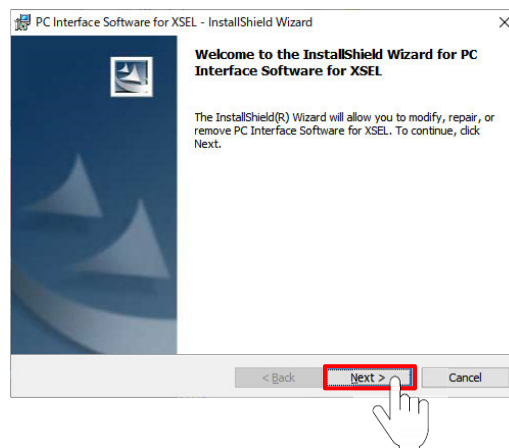 PC Interface Software for XSEL - InstallShield Wizard
Welcome to the InstallShield Wizard for PC
Interface Software for XSEL
The InstallShield(R) Wizard will allow you to modify, repair, or
remove PC Interface Software for XSEL. To continue, click
Next.
< Back Next > Cancel